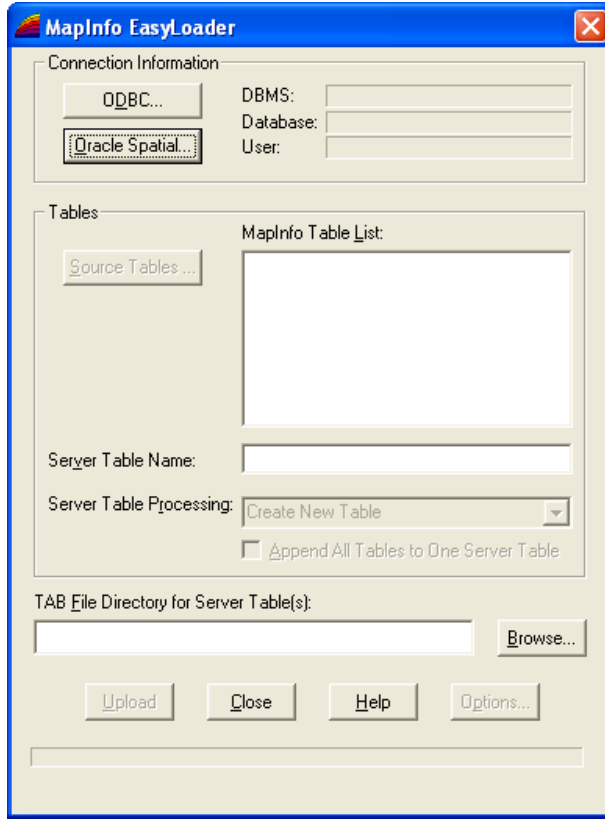 MapInfo EasyLoader
Connection Information
ODBC... DBMS:
Database:
Oracle Spatial... User:
Tables
MapInfo Table List:
Source Tables ...
Server Table Name:
Server Table Processing: Create New Table
Append All Tables to One Server Table
TAB File Directory for Server Table(s):
Browse...
Upload Close Help Options...